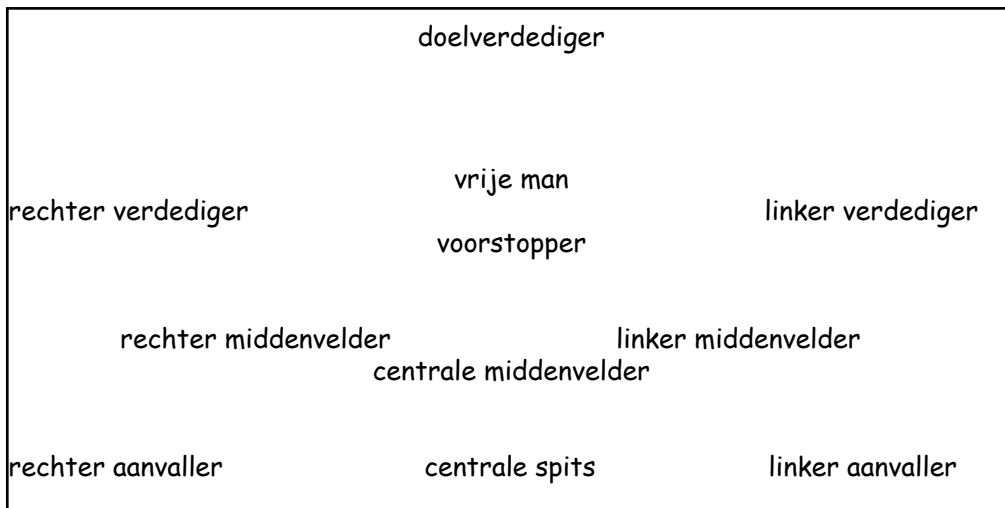 doelverdediger
vrije man
rechter verdediger linker verdediger
voorstopper
rechter middenvelder linker middenvelder
centrale middenvelder
rechter aanvaller centrale spits linker aanvaller